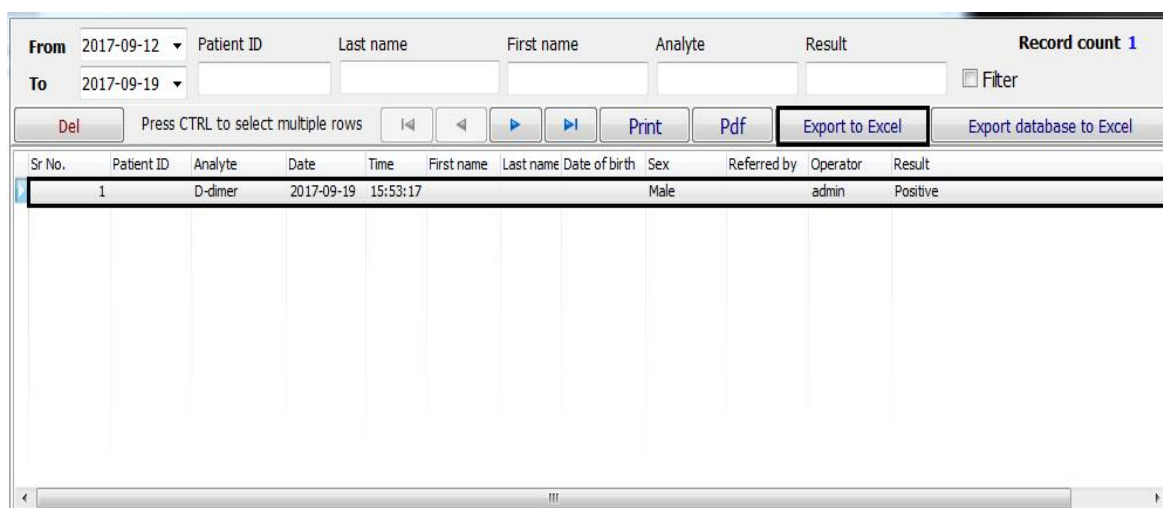 From 2017-09-12 Patient ID Last name First name Analyte Result Record count 1
To 2017-09-19 Filter
Del Press CTRL to select multiple rows Print Pdf Export to Excel Export database to Excel
Sr No. Patient ID Analyte Date Time First name Last name Date of birth Sex Referred by Operator Result
1 D-dimer 2017-09-19 15:53:17 Male admin Positive